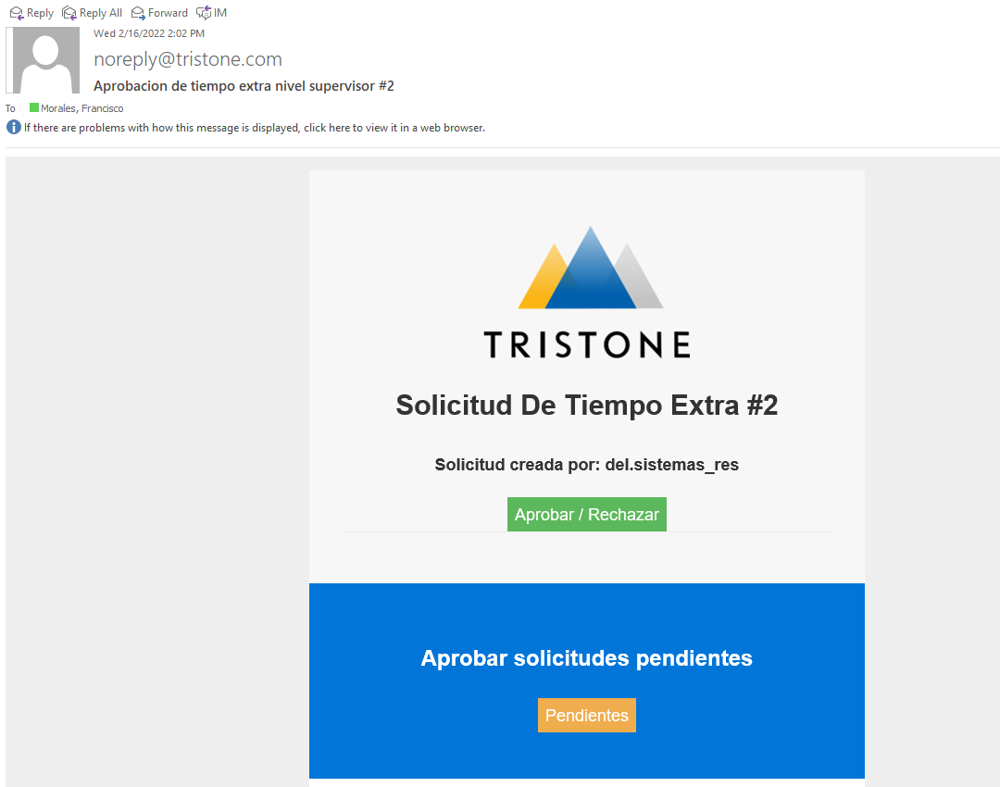 Reply Reply All Forward IM
Wed 2/16/2022 2:02 PM
noreply@tristone.com
Aprobacion de tiempo extra nivel supervisor #2
To Morales, Francisco
If there are problems with how this message is displayed, click here to view it in a web browser.
TRISTONE
Solicitud De Tiempo Extra #2
Solicitud creada por: del.sistemas_res
Aprobar / Rechazar
Aprobar solicitudes pendientes
Pendientes